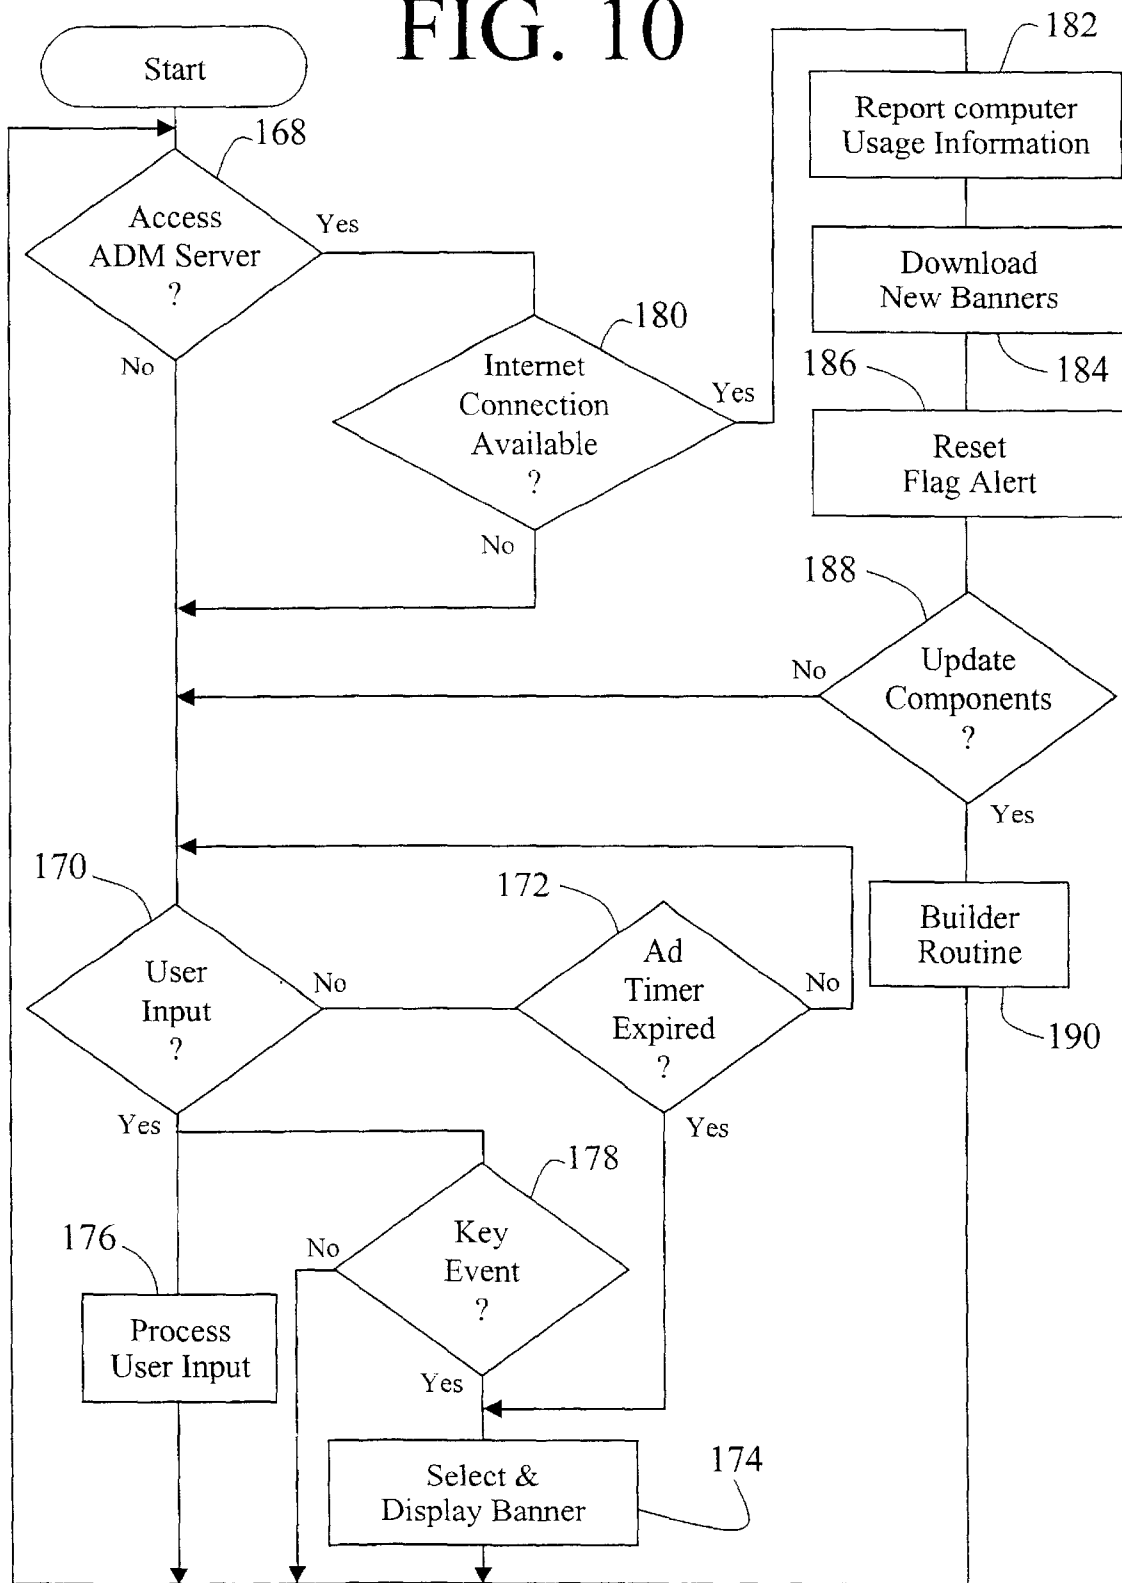 FIG. 10
Start
168
Access
ADM Server
?
Yes
No
180
Internet
Connection
Available
?
Yes
No
182
Report computer
Usage Information
Download
New Banners
184
186
Reset
Flag Alert
188
Update
Components
?
No
Yes
Builder
Routine
190
170
User
Input
?
No
Yes
172
Ad
Timer
Expired
?
No
Yes
178
Key
Event
?
No
Yes
176
Process
User Input
174
Select &
Display Banner